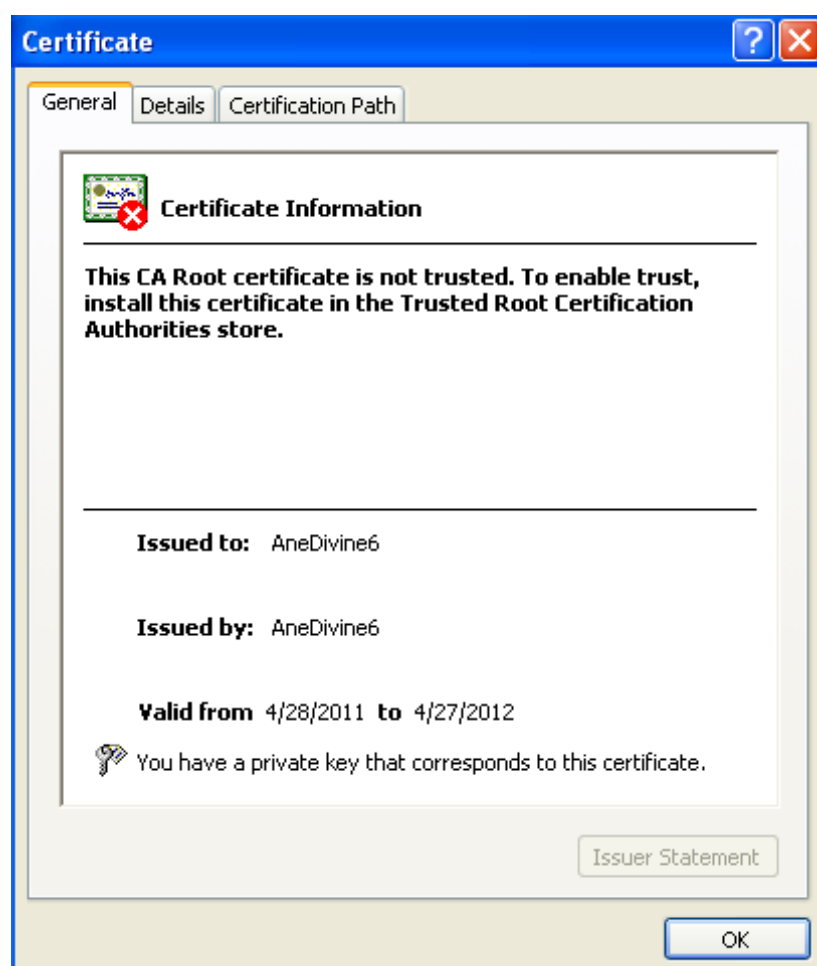 Certificate
General Details Certification Path
Certificate Information
This CA Root certificate is not trusted. To enable trust,
install this certificate in the Trusted Root Certification
Authorities store.
Issued to: AneDivine6
Issued by: AneDivine6
Valid from 4/28/2011 to 4/27/2012
You have a private key that corresponds to this certificate.
Issuer Statement
OK